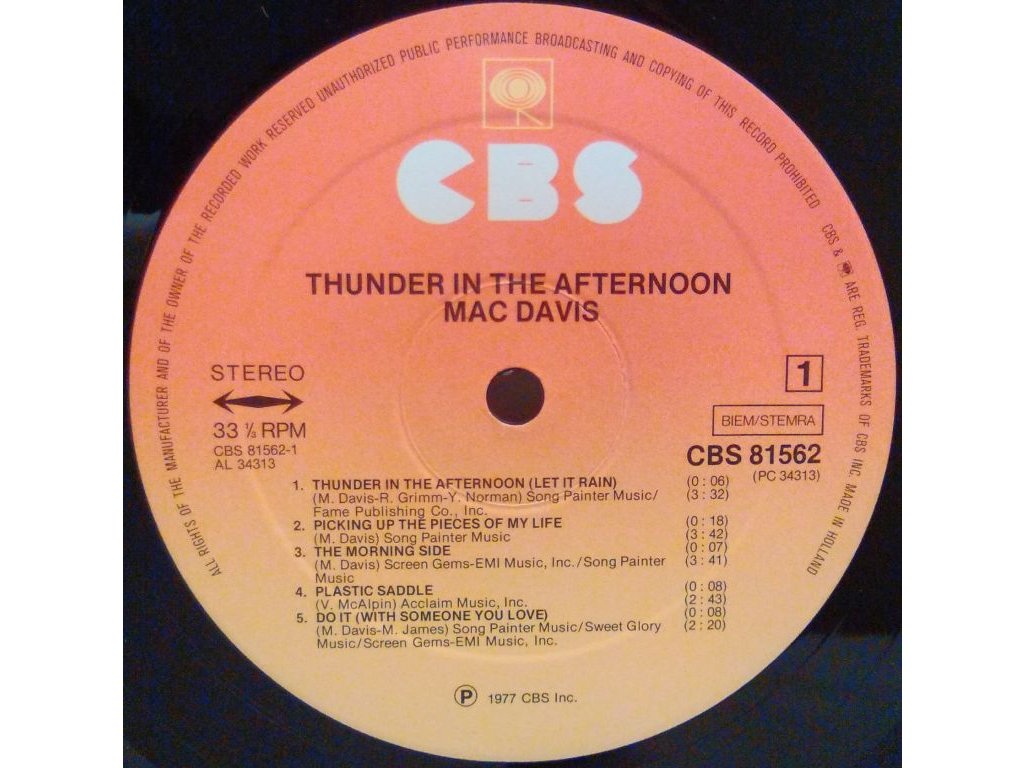 ALL RIGHTS OF THE MANUFACTURER AND OF THE OWNER OF THE RECORDED WORK RESERVED UNAUTHORIZED PUBLIC PERFORMANCE BROADCASTING AND COPYING OF THIS RECORD PROHIBITED CBS & ARE REG. TRADEMARKS OF CBS INC. MADE IN HOLLAND
CBS
THUNDER IN THE AFTERNOON
MAC DAVIS
STEREO
33 ⅓ RPM
CBS 81562-1
AL 34313
1
BIEM/STEMRA
CBS 81562
(PC 34313)
1. THUNDER IN THE AFTERNOON (LET IT RAIN) (0 : 06)
(M. Davis-R. Grimm-Y. Norman) Song Painter Music/ (3 : 32)
Fame Publishing Co., Inc.
2. PICKING UP THE PIECES OF MY LIFE (0 : 18)
(M. Davis) Song Painter Music (3 : 42)
3. THE MORNING SIDE (0 : 07)
(M. Davis) Screen Gems-EMI Music, Inc./Song Painter (3 : 41)
Music
4. PLASTIC SADDLE (0 : 08)
(V. McAlpin) Acclaim Music, Inc. (2 : 43)
5. DO IT (WITH SOMEONE YOU LOVE) (0 : 08)
(M. Davis-M. James) Song Painter Music/Sweet Glory (2 : 20)
Music/Screen Gems-EMI Music, Inc.
℗ 1977 CBS Inc.